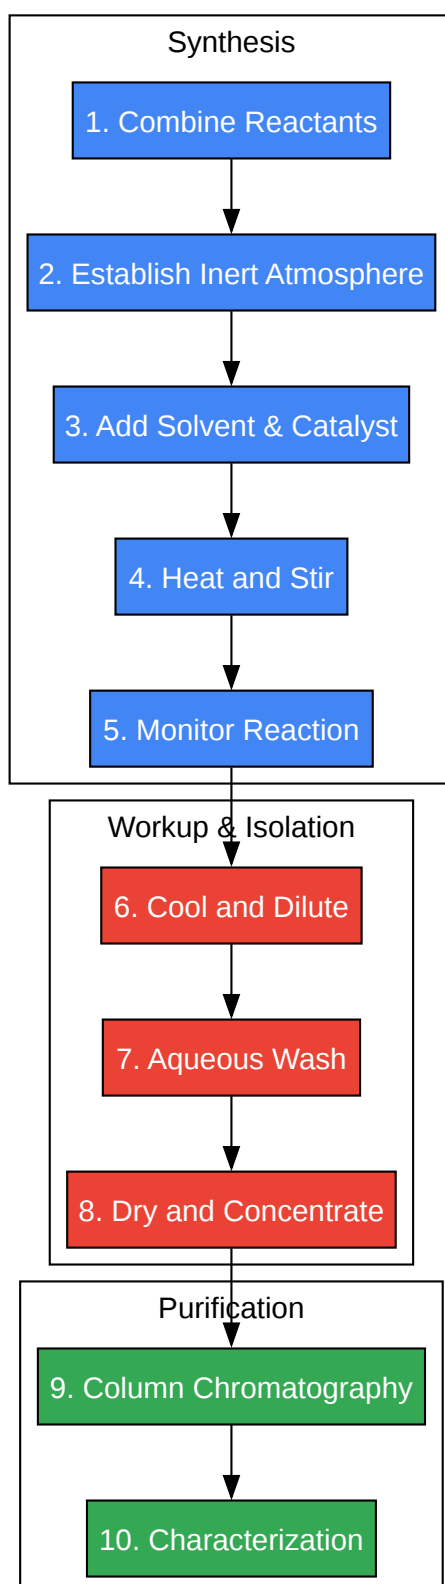 Synthesis
1. Combine Reactants
2. Establish Inert Atmosphere
3. Add Solvent & Catalyst
4. Heat and Stir
5. Monitor Reaction
Workup & Isolation
6. Cool and Dilute
7. Aqueous Wash
8. Dry and Concentrate
Purification
9. Column Chromatography
10. Characterization